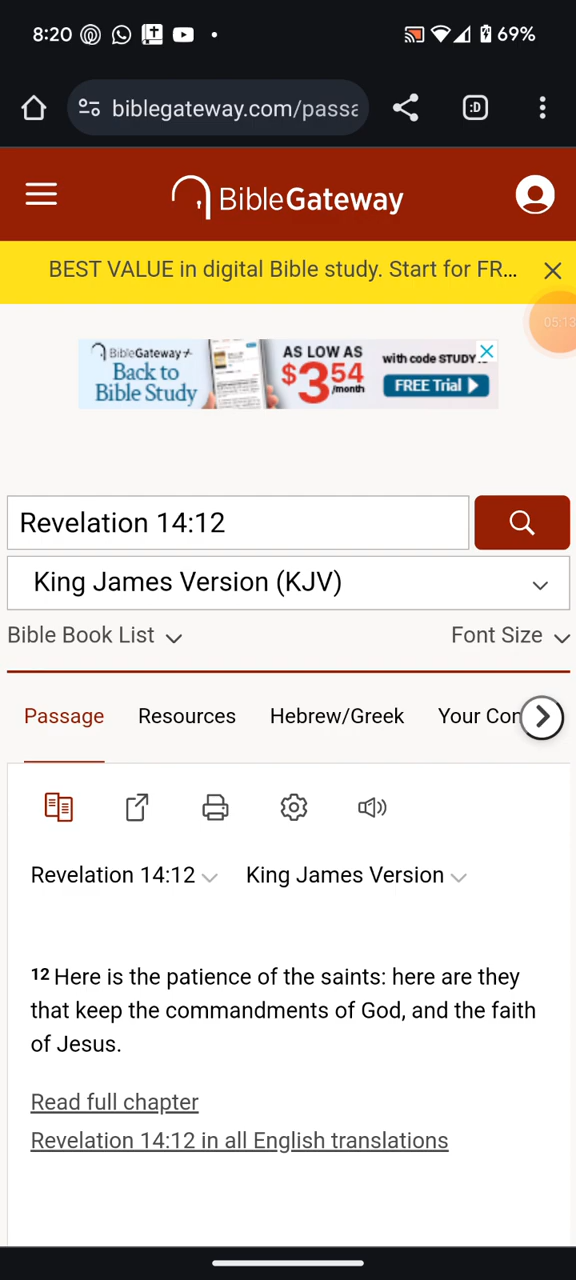 8:20 69%
biblegateway.com/passa :D
BibleGateway
BEST VALUE in digital Bible study. Start for FR...
05:13
BibleGateway+
Back to
Bible Study
AS LOW AS
$3.54
/month
with code STUDY
FREE Trial
Revelation 14:12
King James Version (KJV)
Bible Book List Font Size
Passage Resources Hebrew/Greek Your Con
Revelation 14:12 King James Version
12 Here is the patience of the saints: here are they
that keep the commandments of God, and the faith
of Jesus.
Read full chapter
Revelation 14:12 in all English translations